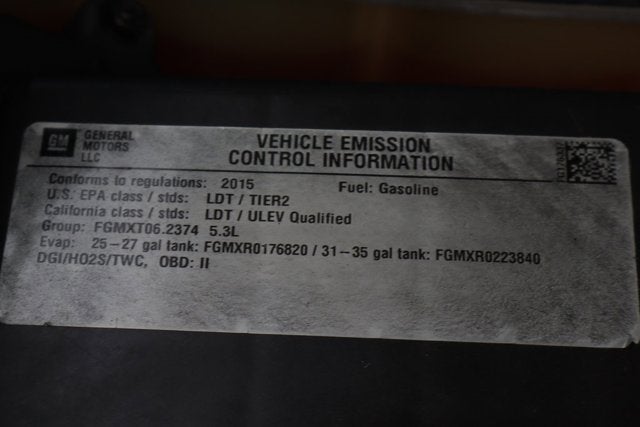 GM GENERAL MOTORS LLC
VEHICLE EMISSION
CONTROL INFORMATION
Conforms to regulations: 2015 Fuel: Gasoline
U.S. EPA class / stds: LDT / TIER2
California class / stds: LDT / ULEV Qualified
Group: FGMXT06.2374 5.3L
Evap: 25-27 gal tank: FGMXR0176820 / 31-35 gal tank: FGMXR0223840
DGI/HO2S/TWC, OBD: II